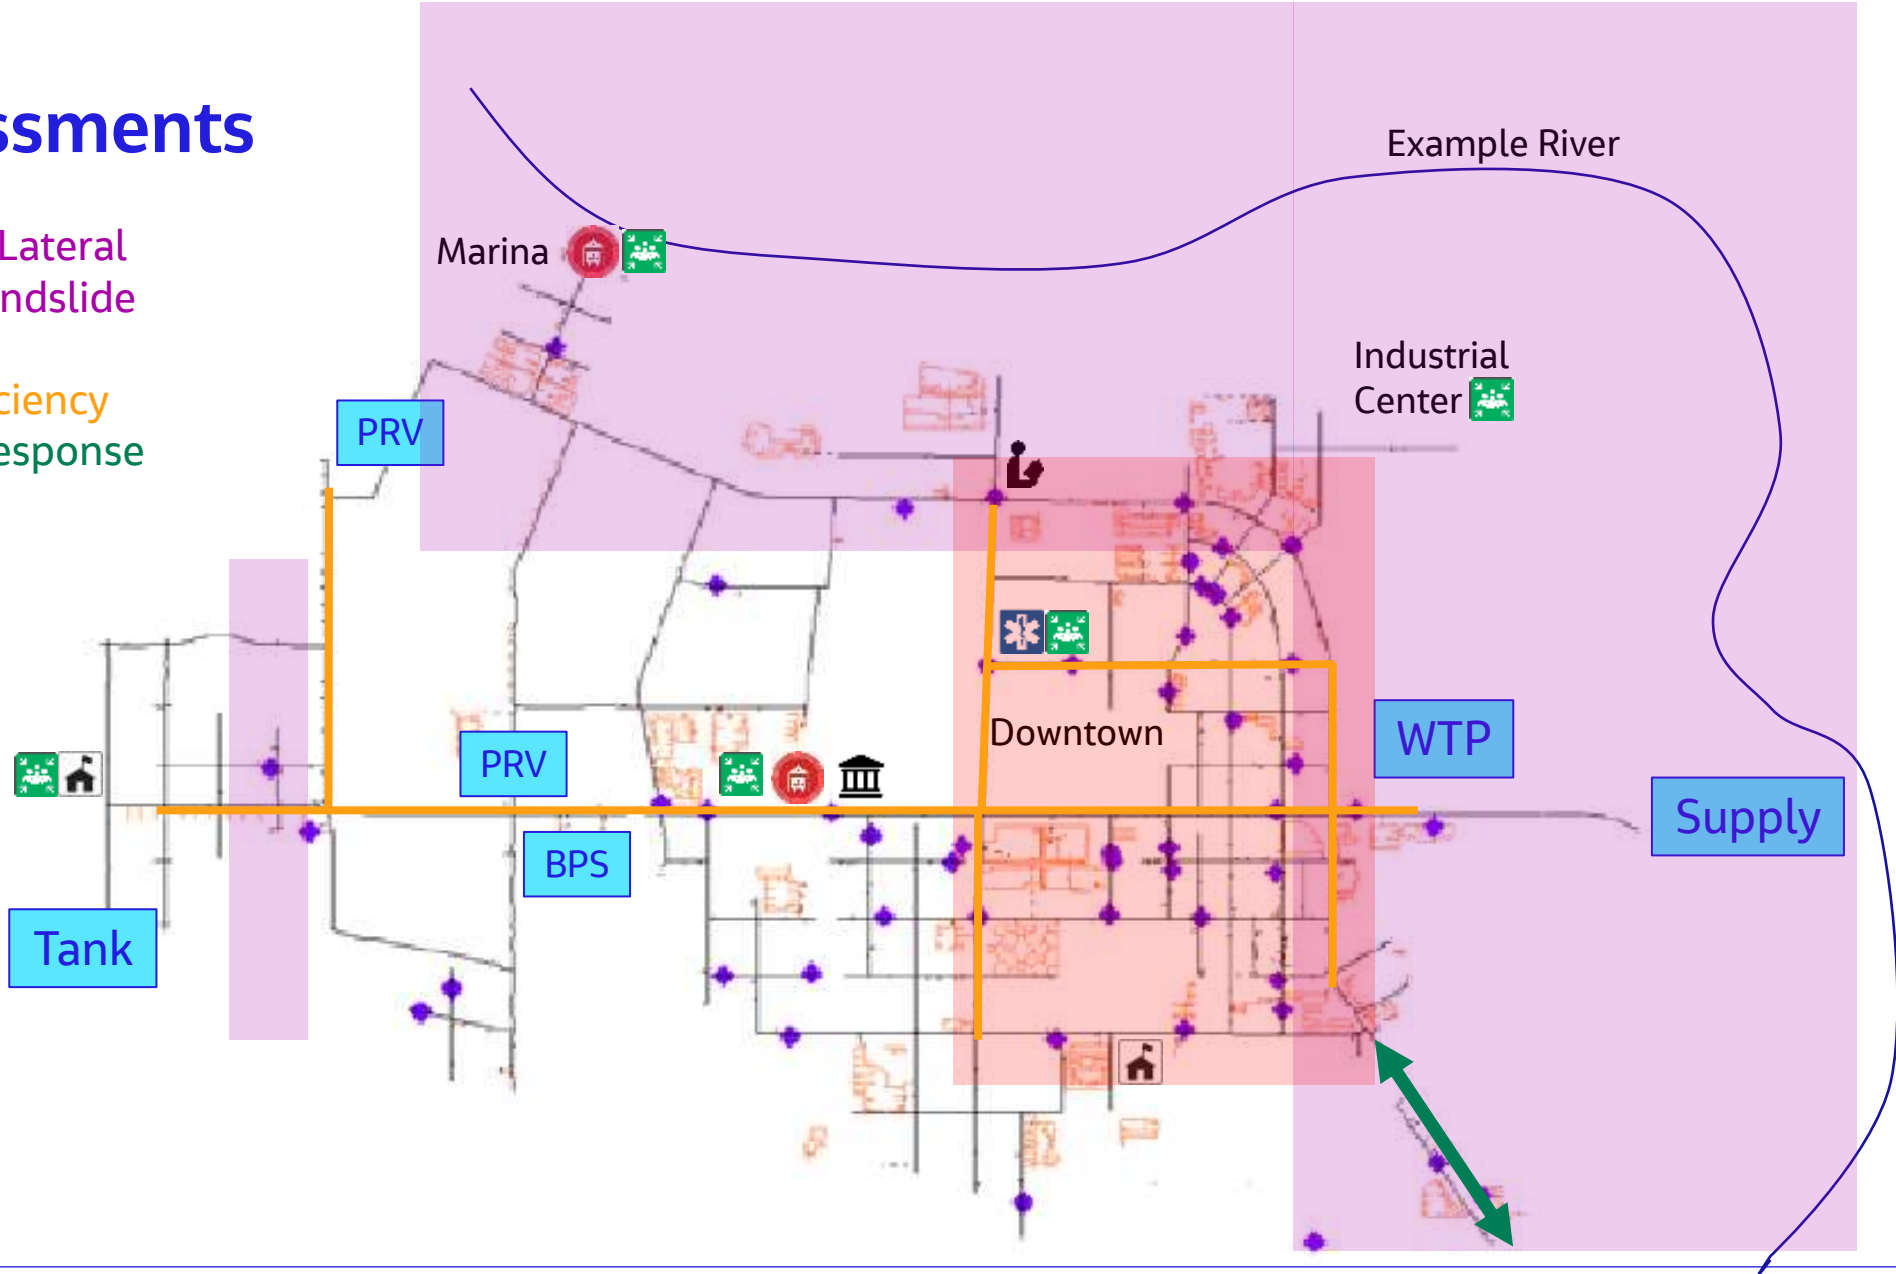 ssments
Lateral
ndslide
ciency
esponse
Example River
Marina
Industrial
Center
PRV
Downtown
WTP
PRV
Supply
BPS
Tank